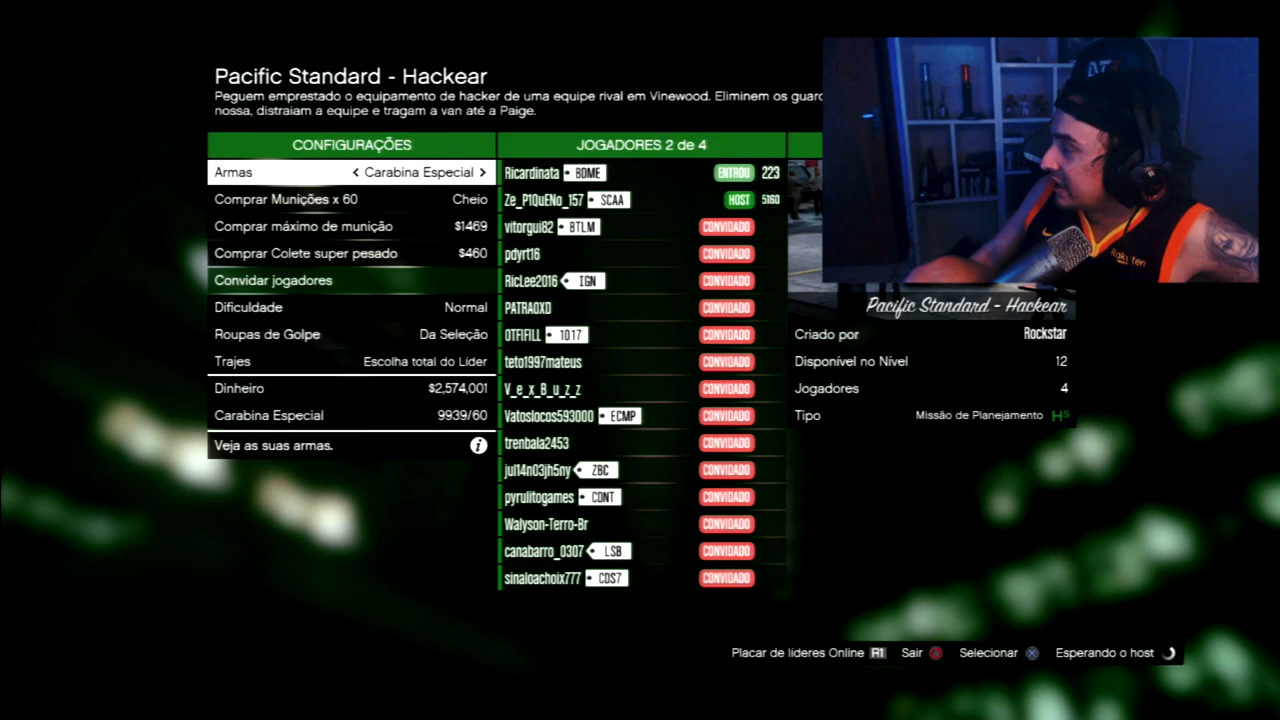 Pacific Standard - Hackear
Peguem emprestado o equipamento de hacker de uma equipe rival em Vinewood. Eliminem os guard
nossa, distraiam a equipe e tragam a van até a Paige.
CONFIGURAÇÕES
JOGADORES 2 de 4
Armas Carabina Especial
Comprar Munições x 60 Cheio
Comprar máximo de munição $1469
Comprar Colete super pesado $460
Convidar jogadores
Dificuldade Normal
Roupas de Golpe Da Seleção
Trajes Escolha total do Líder
Dinheiro $2,574,001
Carabina Especial 9939/60
Veja as suas armas.
Ricardinata BDME ENTROU 223
Ze_P1QuENo_157 SCAA HOST 5160
vitorgui82 BTLM CONVIDADO
pdyrt16 CONVIDADO
RicLee2016 IGN CONVIDADO
PATRAOXD CONVIDADO
OTFIFILL 1017 CONVIDADO
teto1997mateus CONVIDADO
V_e_x_B_u_z_z CONVIDADO
Vatoslocos593000 ECMP CONVIDADO
trenbala2453 CONVIDADO
jul14n03jh5ny ZBC CONVIDADO
pyrulitogames CONT CONVIDADO
Walyson-Terro-Br CONVIDADO
canabarro_0307 LSB CONVIDADO
sinaloachoix777 CDS7 CONVIDADO
Pacific Standard - Hackear
Criado por Rockstar
Disponível no Nível 12
Jogadores 4
Tipo Missão de Planejamento
Placar de líderes Online R1 Sair Selecionar Esperando o host